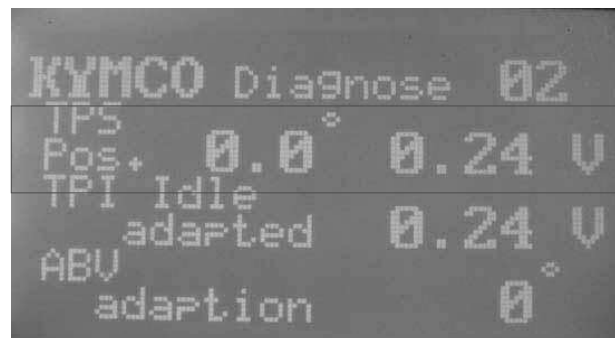 KYMCO Diagnose 02
TPS
Pos. 0.0° 0.24 V
TPI Idle
adapted 0.24 V
ABV
adaption 0°